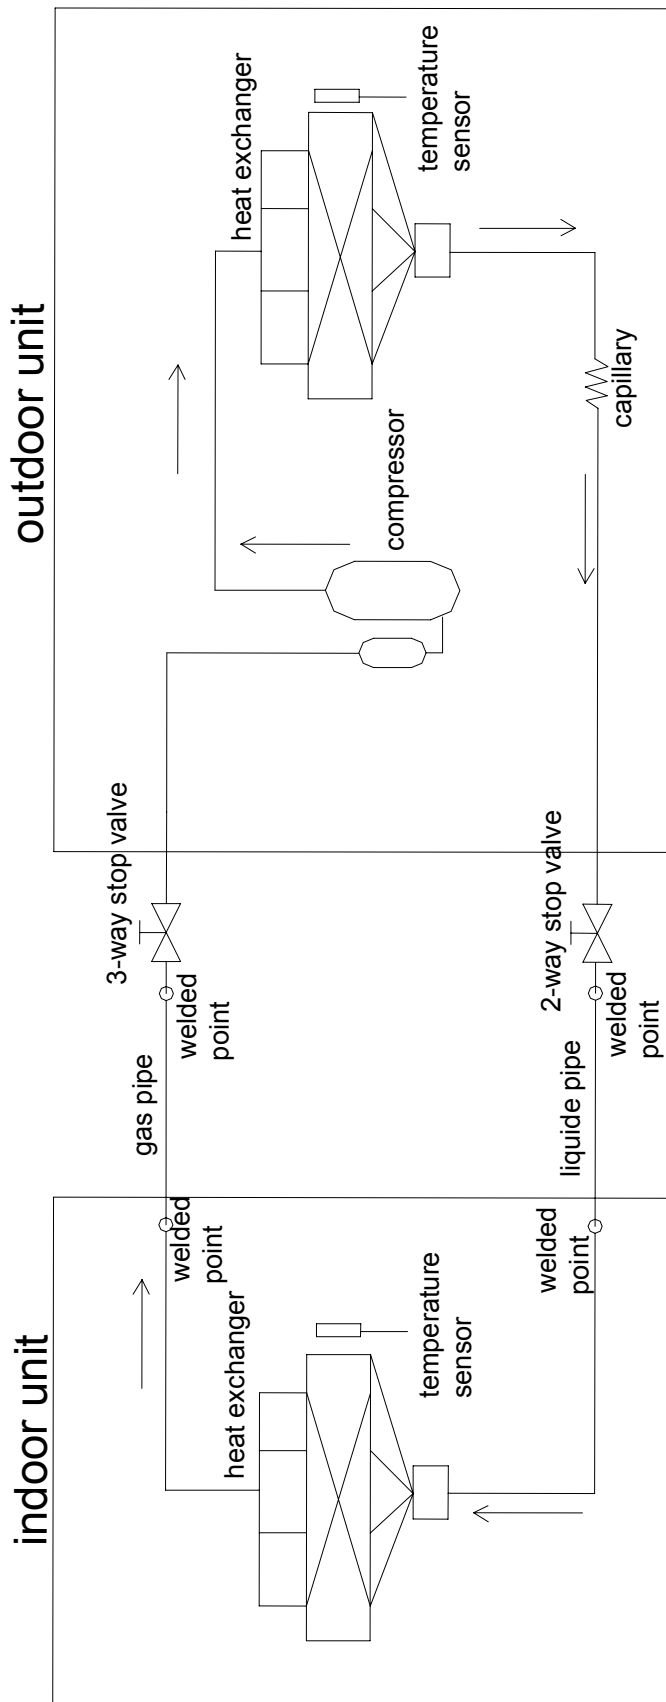 indoor unit
outdoor unit
heat exchanger
temperature
sensor
welded
point
gas pipe
welded
point
3-way stop valve
compressor
heat exchanger
temperature
sensor
capillary
2-way stop valve
welded
point
liquide pipe
welded
point